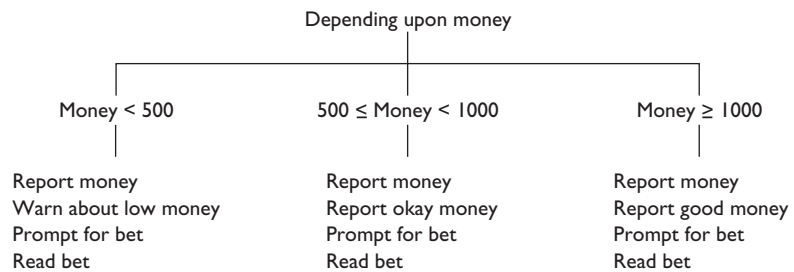 Depending upon money
Money < 500
500 ≤ Money < 1000
Money ≥ 1000
Report money
Warn about low money
Prompt for bet
Read bet
Report money
Report okay money
Prompt for bet
Read bet
Report money
Report good money
Prompt for bet
Read bet